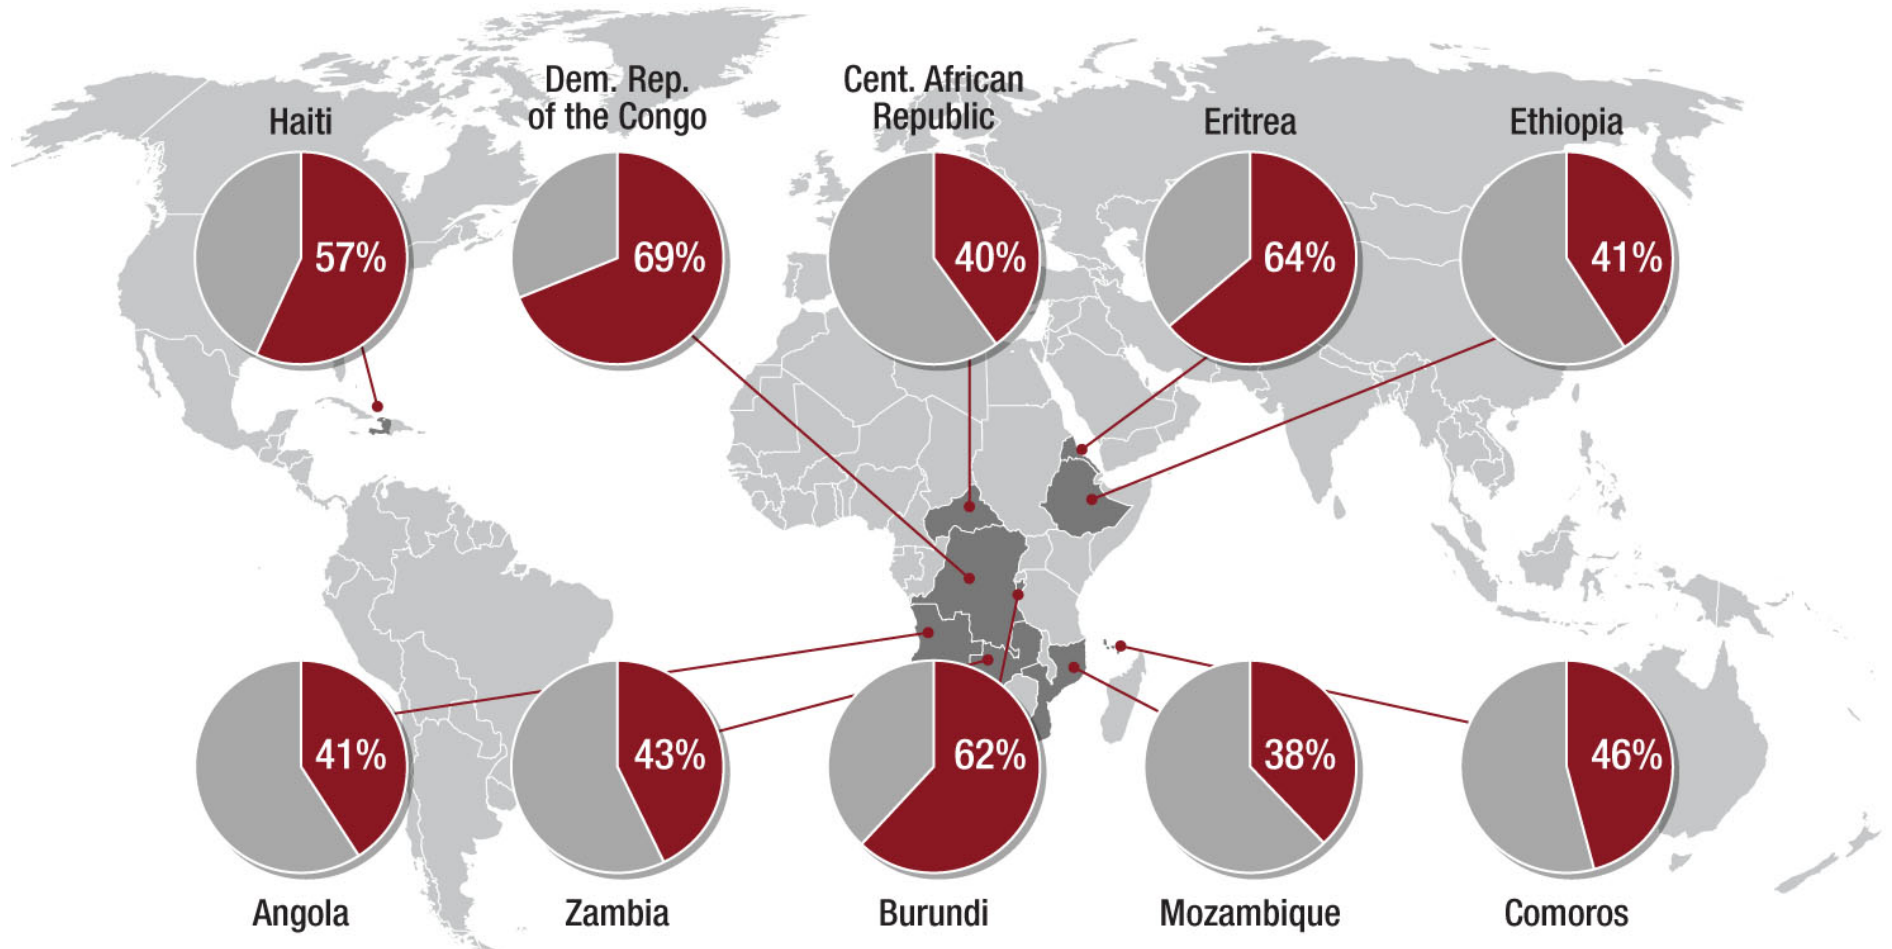 Haiti
Dem. Rep.
of the Congo
Cent. African
Republic
Eritrea
Ethiopia
57%
69%
40%
64%
41%
41%
43%
62%
38%
46%
Angola
Zambia
Burundi
Mozambique
Comoros